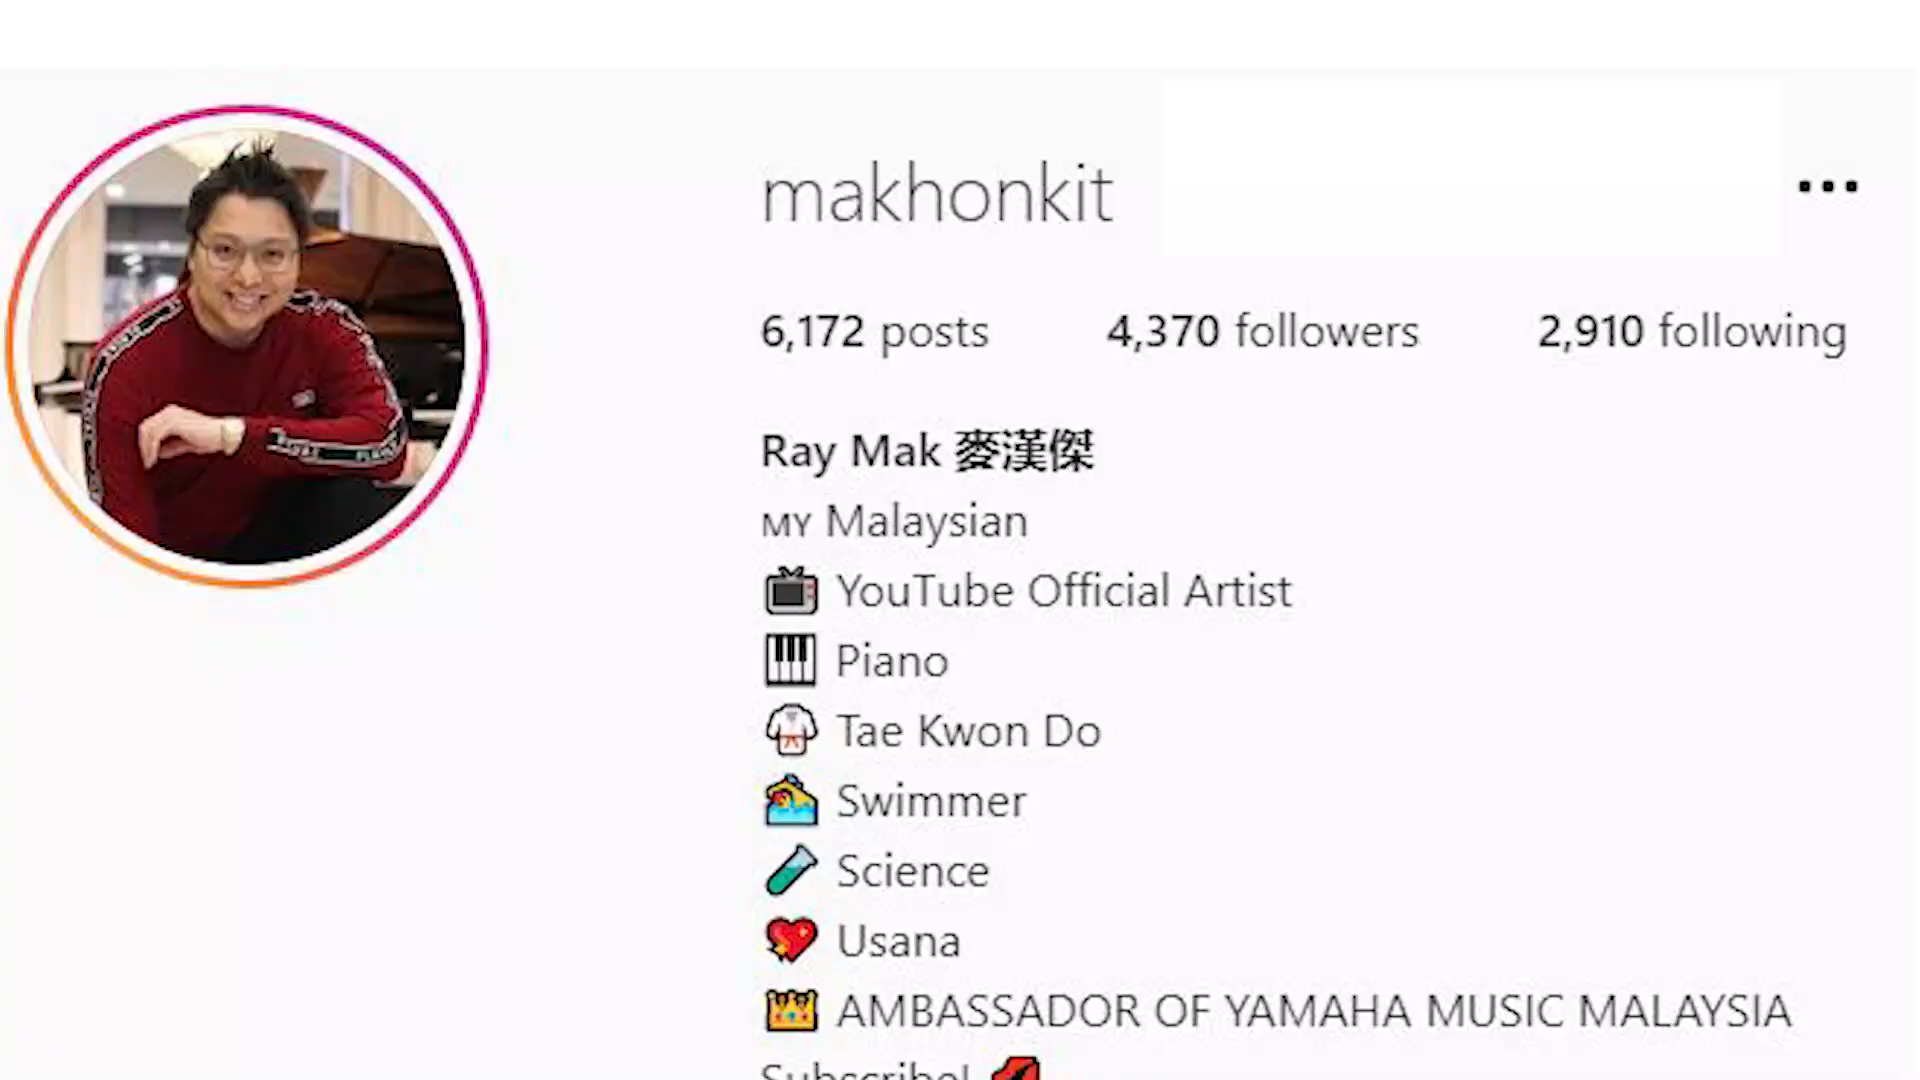 makhonkit
6,172 posts 4,370 followers 2,910 following
Ray Mak 麥漢傑
MY Malaysian
YouTube Official Artist
Piano
Tae Kwon Do
Swimmer
Science
Usana
AMBASSADOR OF YAMAHA MUSIC MALAYSIA
Subscribe!